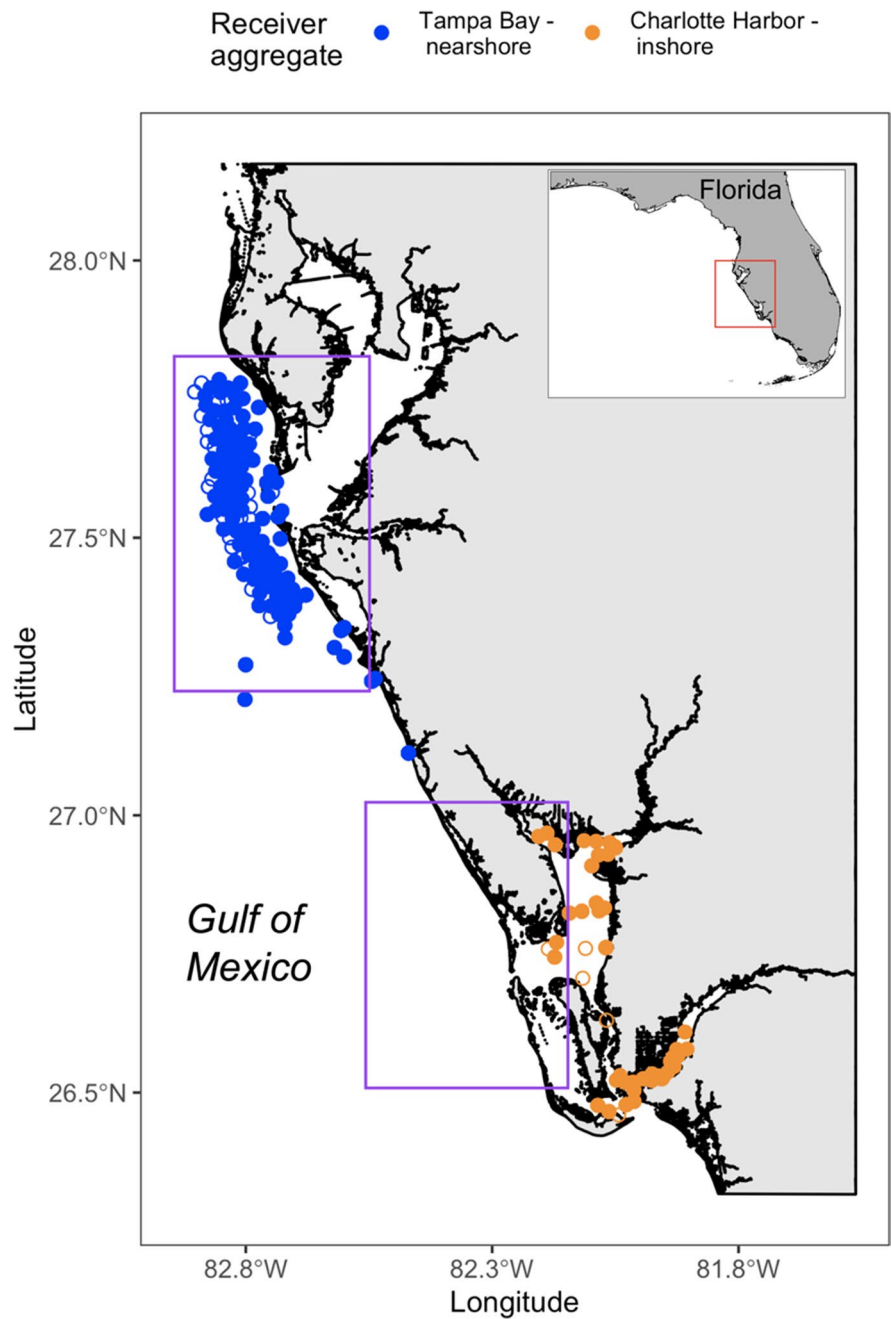 Receiver
aggregate
Tampa Bay -
nearshore
Charlotte Harbor -
inshore
Florida
28.0°N
27.5°N
27.0°N
26.5°N
Latitude
Gulf of
Mexico
82.8°W
82.3°W
81.8°W
Longitude